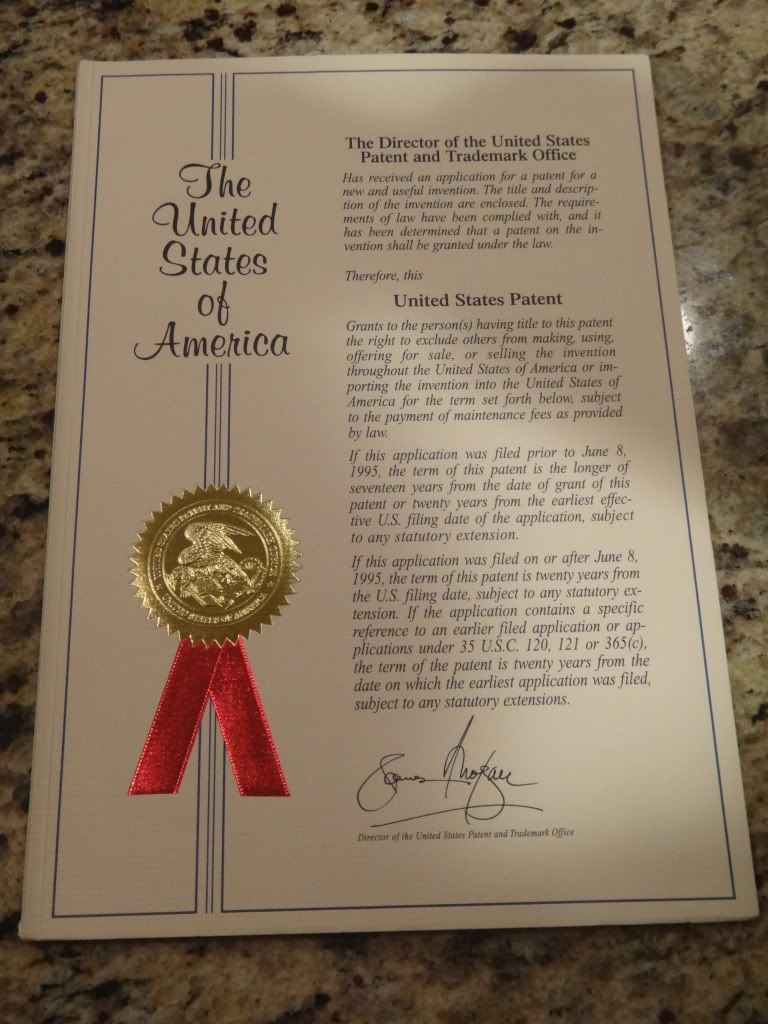 The
United
States
of
America
The Director of the United States
Patent and Trademark Office
Has received an application for a patent for a
new and useful invention. The title and descrip-
tion of the invention are enclosed. The require-
ments of law have been complied with, and it
has been determined that a patent on the in-
vention shall be granted under the law.
Therefore, this
United States Patent
Grants to the person(s) having title to this patent
the right to exclude others from making, using,
offering for sale, or selling the invention
throughout the United States of America or im-
porting the invention into the United States of
America for the term set forth below, subject
to the payment of maintenance fees as provided
by law.
If this application was filed prior to June 8,
1995, the term of this patent is the longer of
seventeen years from the date of grant of this
patent or twenty years from the earliest effec-
tive U.S. filing date of the application, subject
to any statutory extension.
If this application was filed on or after June 8,
1995, the term of this patent is twenty years from
the U.S. filing date, subject to any statutory ex-
tension. If the application contains a specific
reference to an earlier filed application or ap-
plications under 35 U.S.C. 120, 121 or 365(c),
the term of the patent is twenty years from the
date on which the earliest application was filed,
subject to any statutory extensions.
Director of the United States Patent and Trademark Office
UNITED STATES PATENT AND TRADEMARK OFFICE
UNITED STATES OF AMERICA